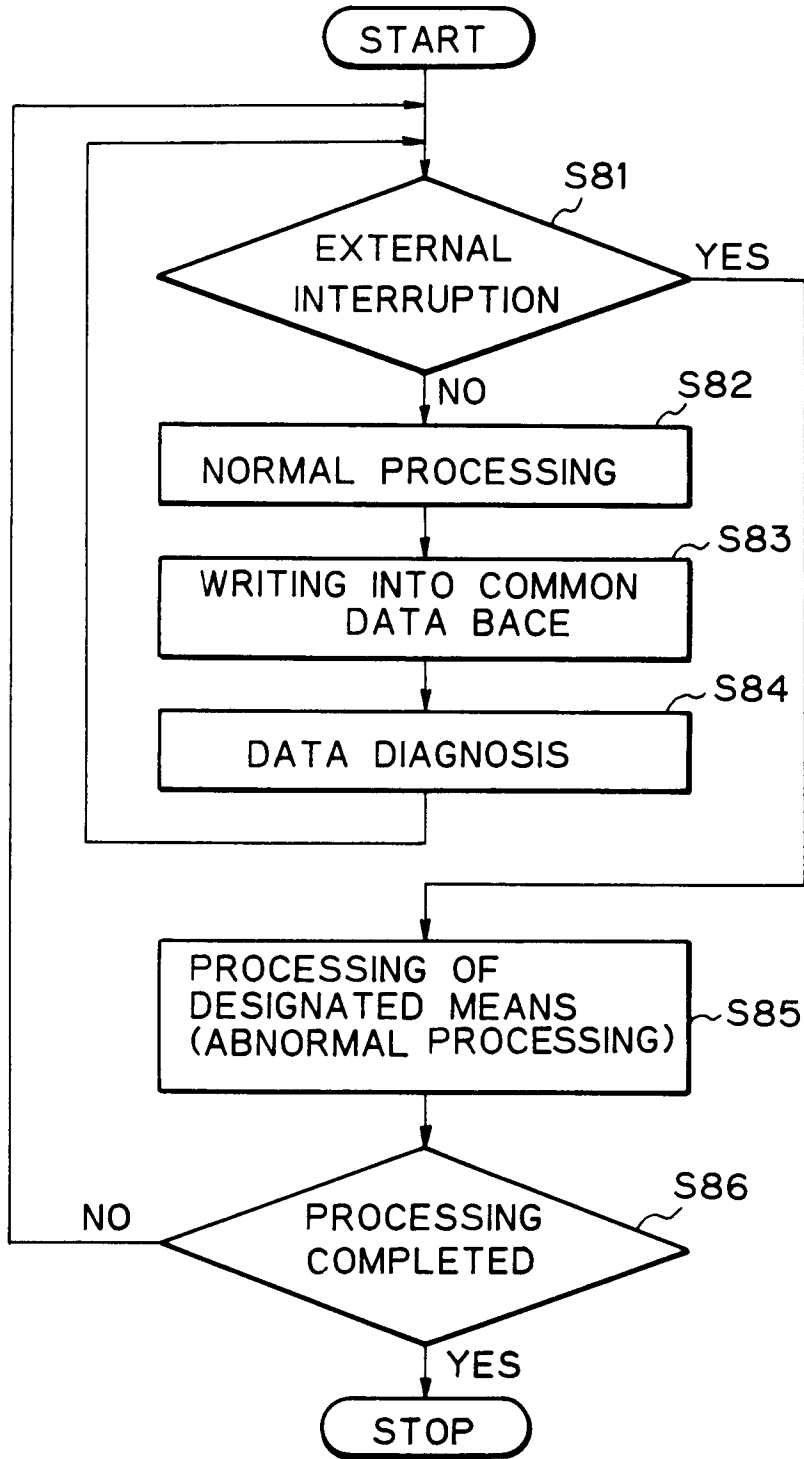 START
S81
EXTERNAL
INTERRUPTION
YES
NO
S82
NORMAL PROCESSING
S83
WRITING INTO COMMON
DATA BACE
S84
DATA DIAGNOSIS
PROCESSING OF
DESIGNATED MEANS
(ABNORMAL PROCESSING)
S85
S86
NO
PROCESSING
COMPLETED
YES
STOP